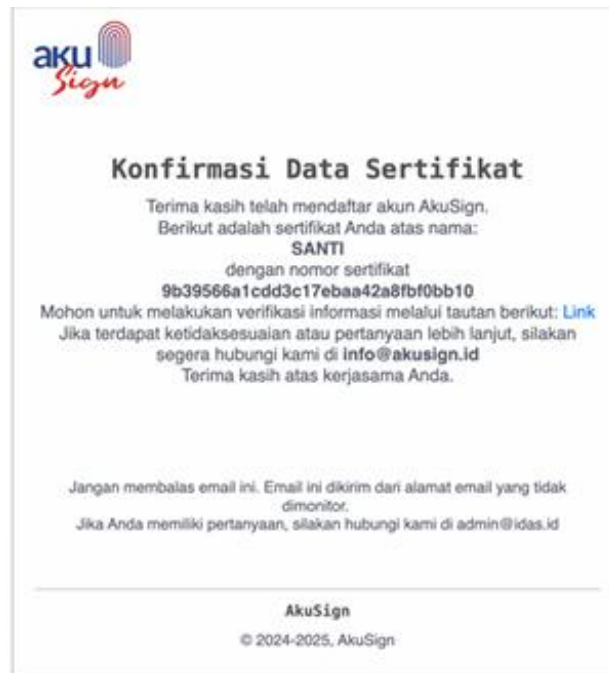 aku
Sign
Konfirmasi Data Sertifikat
Terima kasih telah mendaftar akun AkuSign.
Berikut adalah sertifikat Anda atas nama:
SANTI
dengan nomor sertifikat
9b39566a1cdd3c17ebaa42a8fbf0bb10
Mohon untuk melakukan verifikasi informasi melalui tautan berikut: Link
Jika terdapat ketidaksesuaian atau pertanyaan lebih lanjut, silakan
segera hubungi kami di info@akusign.id
Terima kasih atas kerjasama Anda.
Jangan membalas email ini. Email ini dikirim dari alamat email yang tidak
dimonitor.
Jika Anda memiliki pertanyaan, silakan hubungi kami di admin@idas.id
AkuSign
© 2024-2025, AkuSign